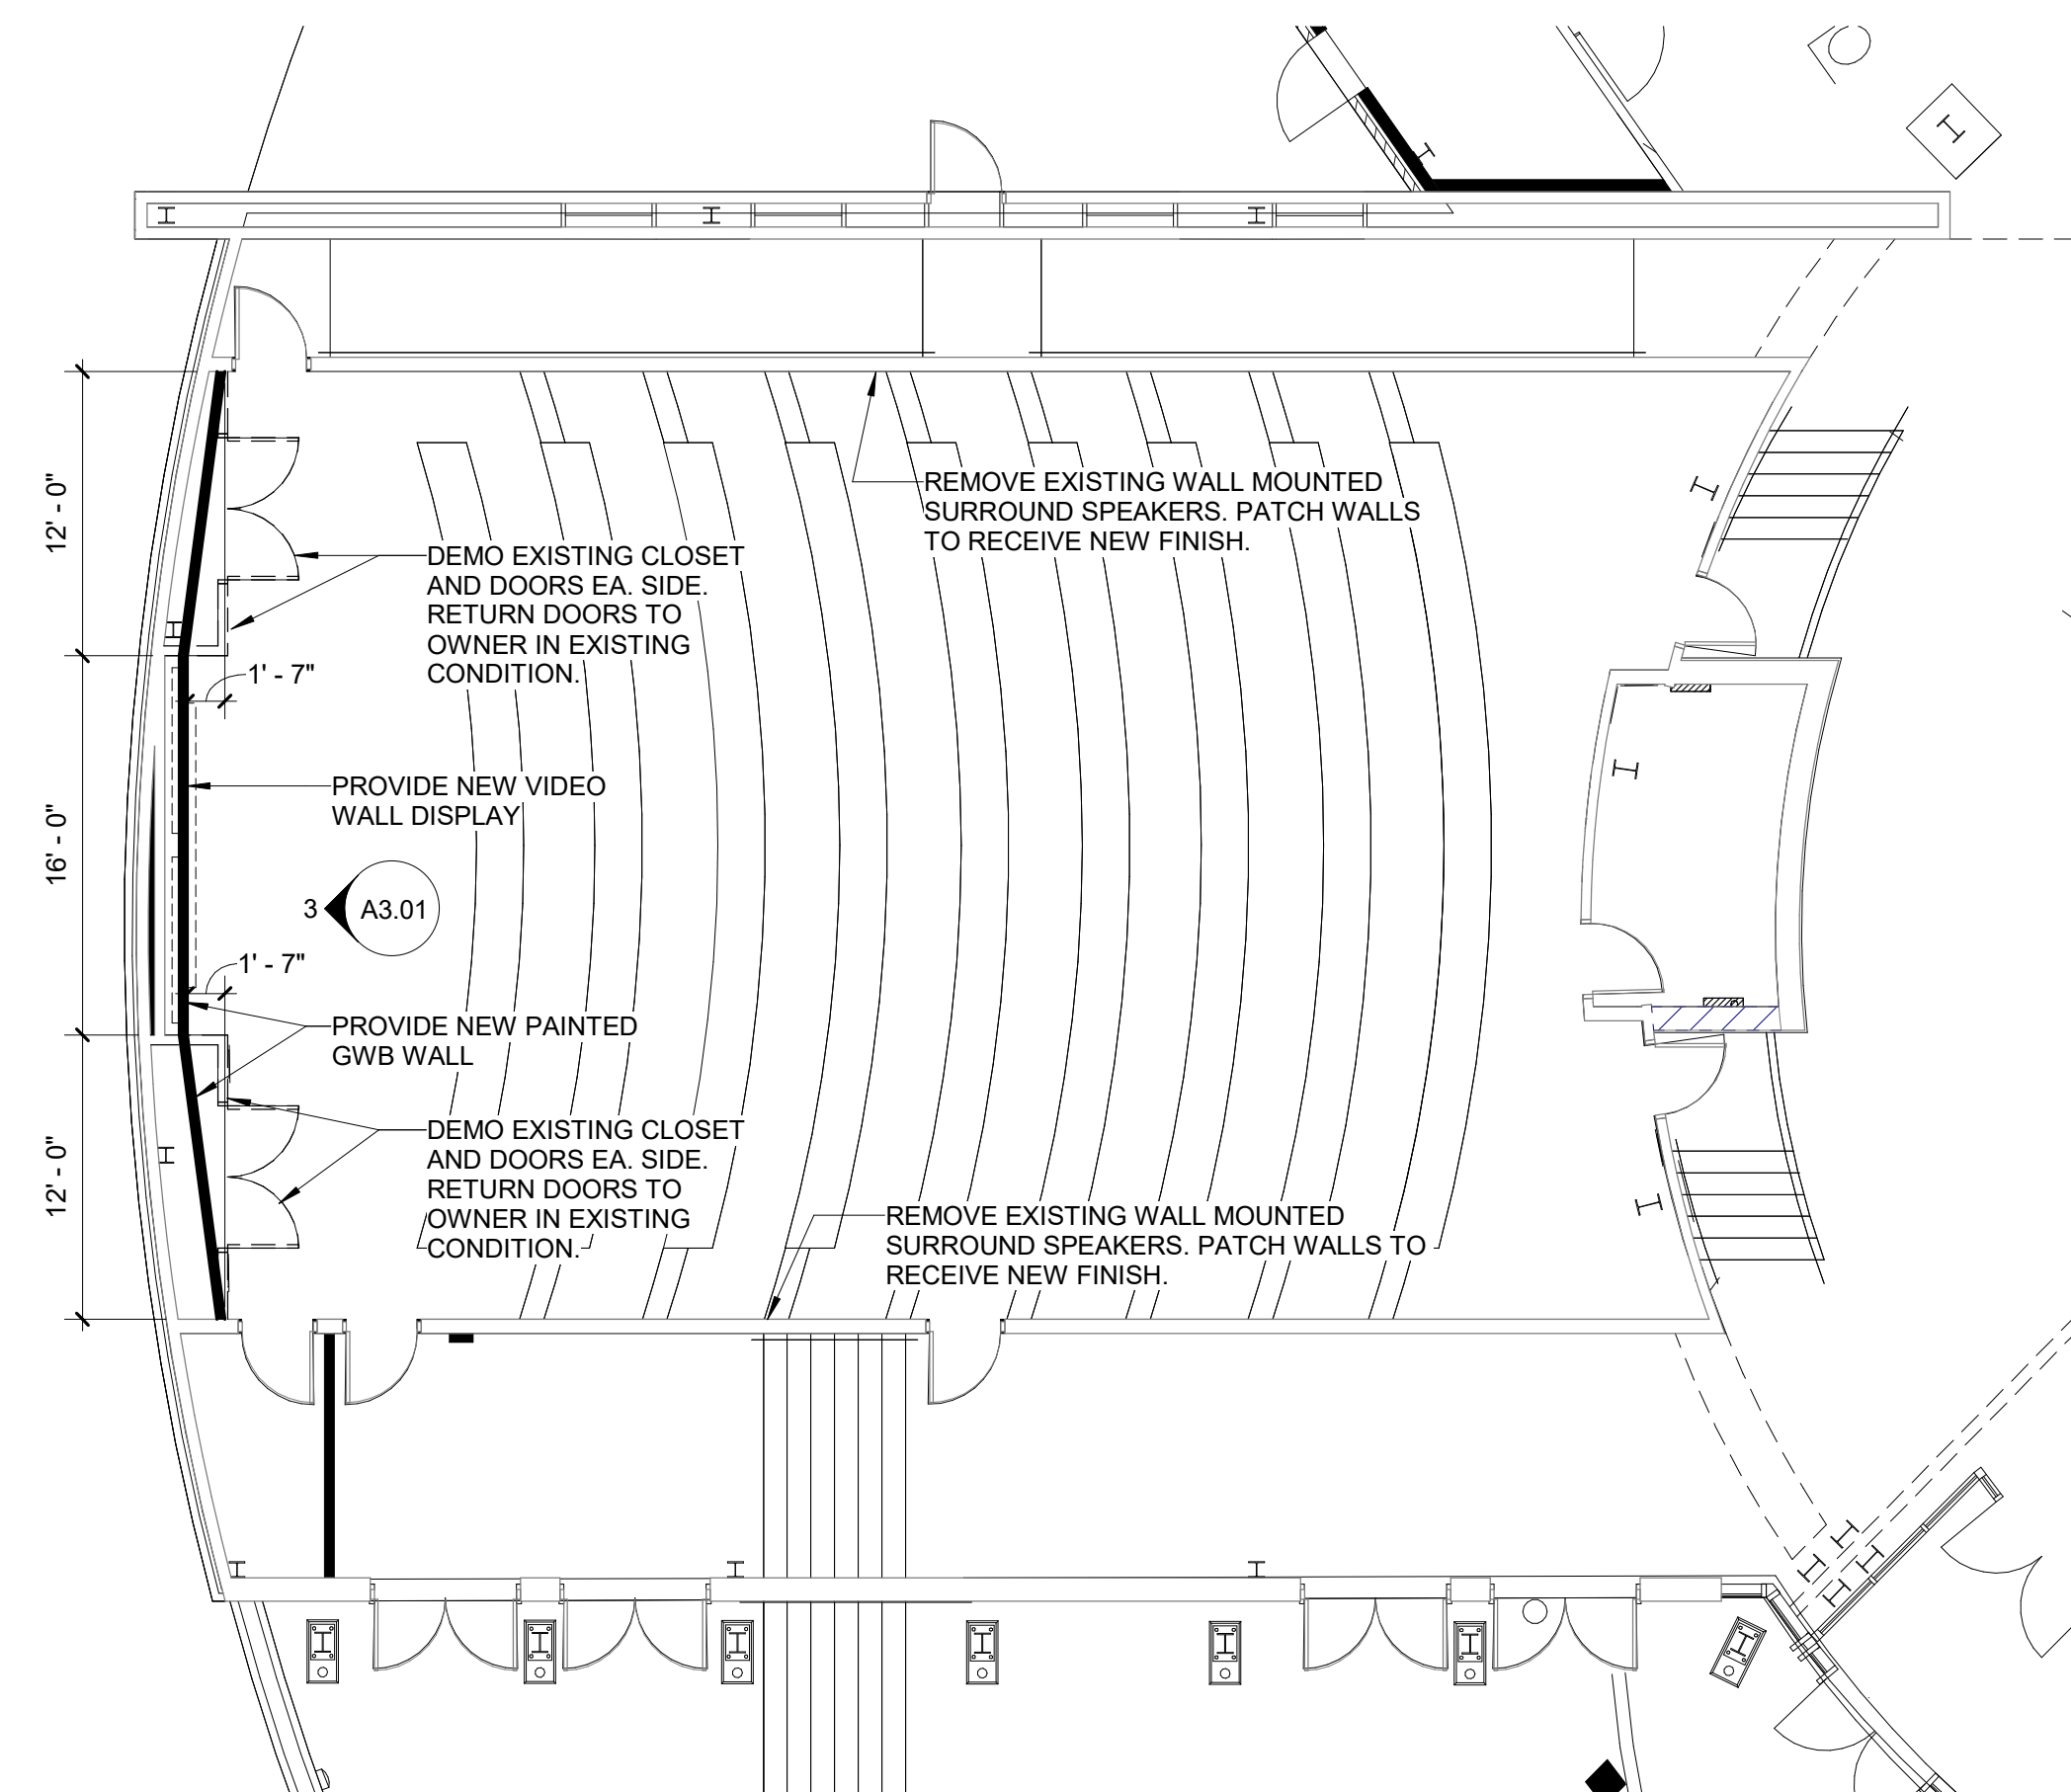 REMOVE EXISTING WALL MOUNTED
SURROUND SPEAKERS. PATCH WALLS
TO RECEIVE NEW FINISH.
12' - 0"
DEMO EXISTING CLOSET
AND DOORS EA. SIDE.
RETURN DOORS TO
OWNER IN EXISTING
CONDITION.
1' - 7"
PROVIDE NEW VIDEO
WALL DISPLAY
16' - 0"
3
A3.01
1' - 7"
PROVIDE NEW PAINTED
GWB WALL
12' - 0"
DEMO EXISTING CLOSET
AND DOORS EA. SIDE.
RETURN DOORS TO
OWNER IN EXISTING
CONDITION.
REMOVE EXISTING WALL MOUNTED
SURROUND SPEAKERS. PATCH WALLS TO
RECEIVE NEW FINISH.